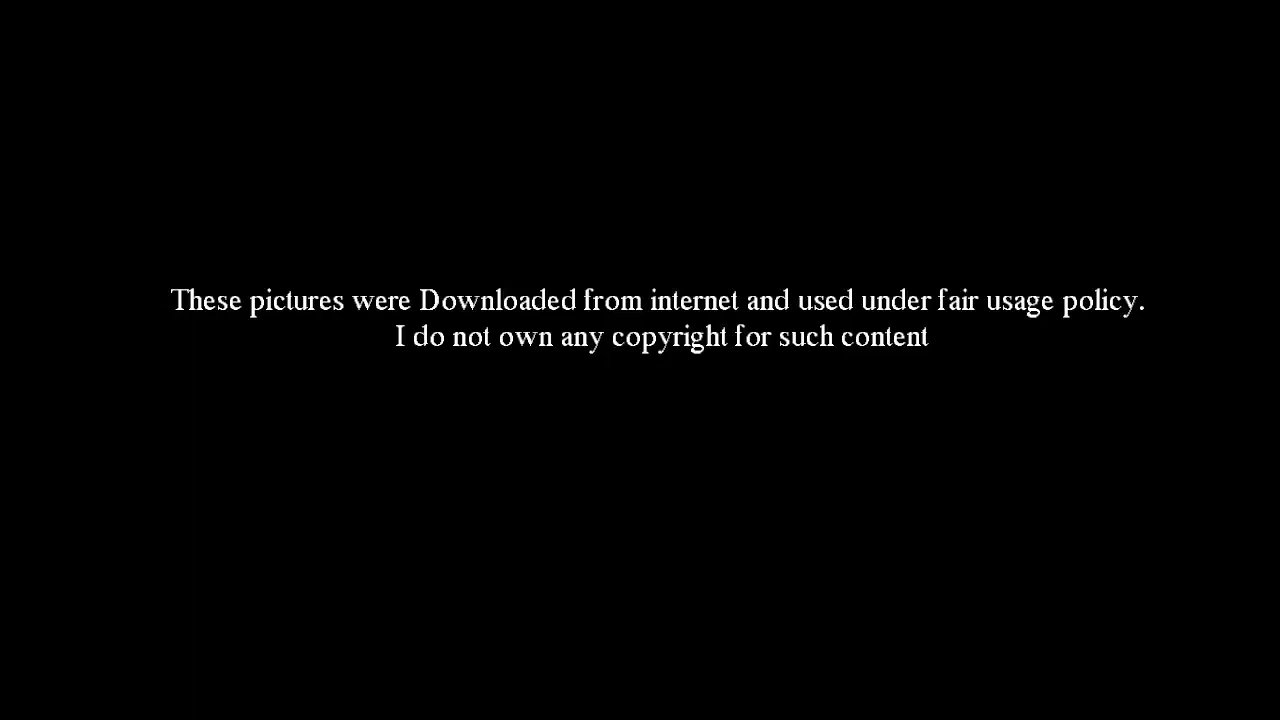 These pictures were Downloaded from internet and used under fair usage policy.
I do not own any copyright for such content